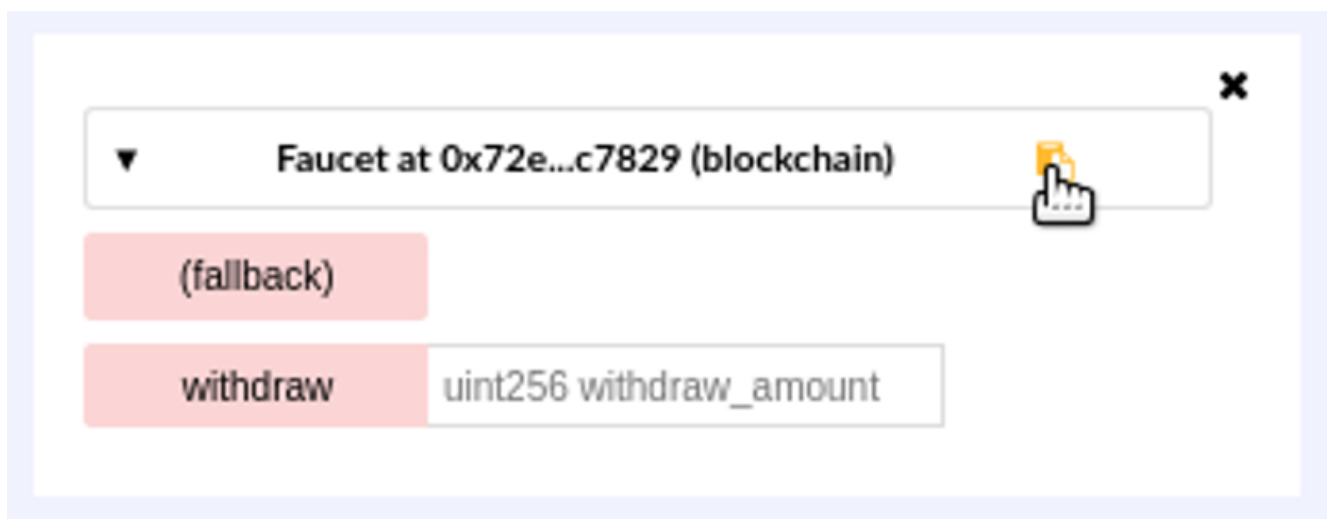 Faucet at 0x72e...c7829 (blockchain)
(fallback)
withdraw uint256 withdraw_amount